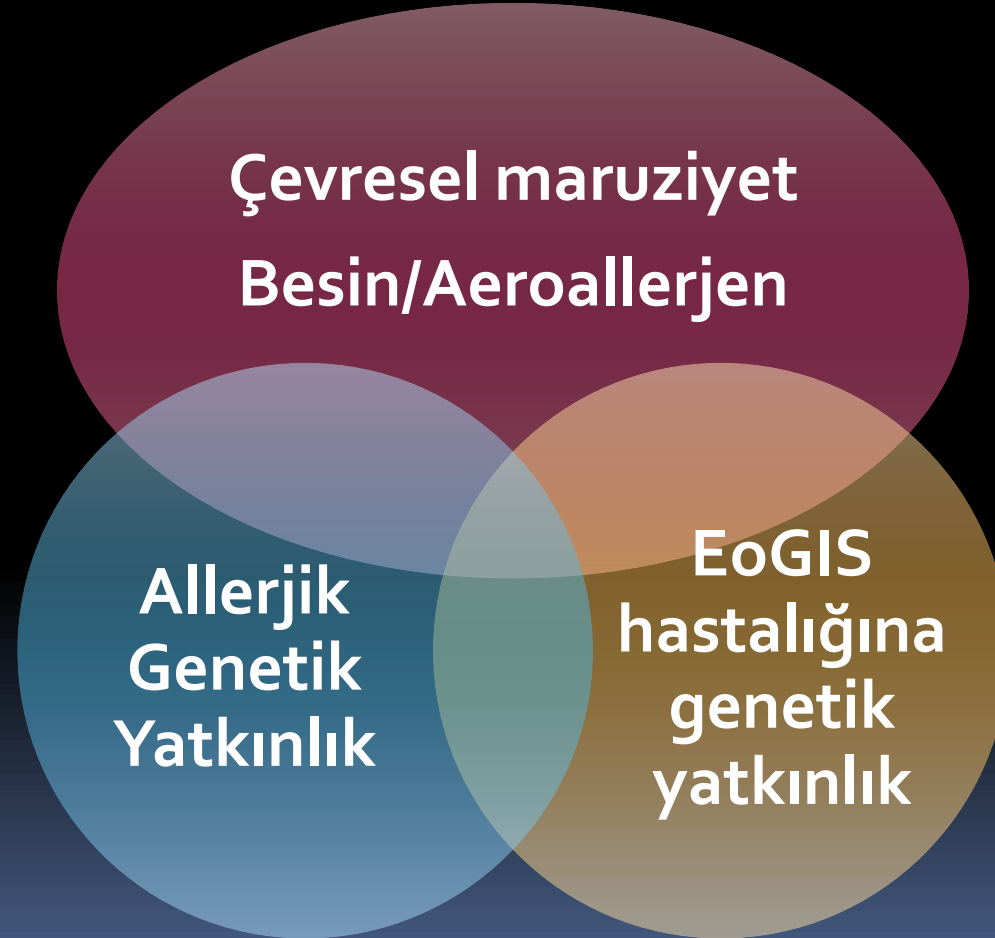 Çevresel maruziyet
Besin/Aeroallerjen
Allerjik
Genetik
Yatkınlık
EoGIS
hastalığına
genetik
yatkınlık